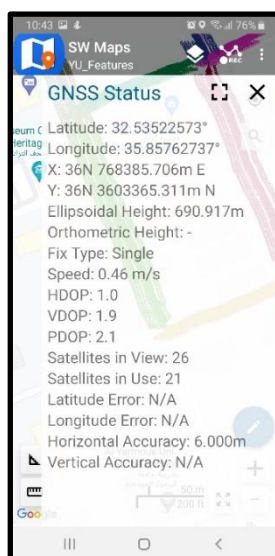 10:43
76%
SW Maps
YU_Features
REC
GNSS Status
Latitude: 32.53522573°
Longitude: 35.85762737°
X: 36N 768385.706m E
Y: 36N 3603365.311m N
Ellipsoidal Height: 690.917m
Orthometric Height: -
Fix Type: Single
Speed: 0.46 m/s
HDOP: 1.0
VDOP: 1.9
PDOP: 2.1
Satellites in View: 26
Satellites in Use: 21
Latitude Error: N/A
Longitude Error: N/A
Horizontal Accuracy: 6.000m
Vertical Accuracy: N/A
50 m
200 ft
Google